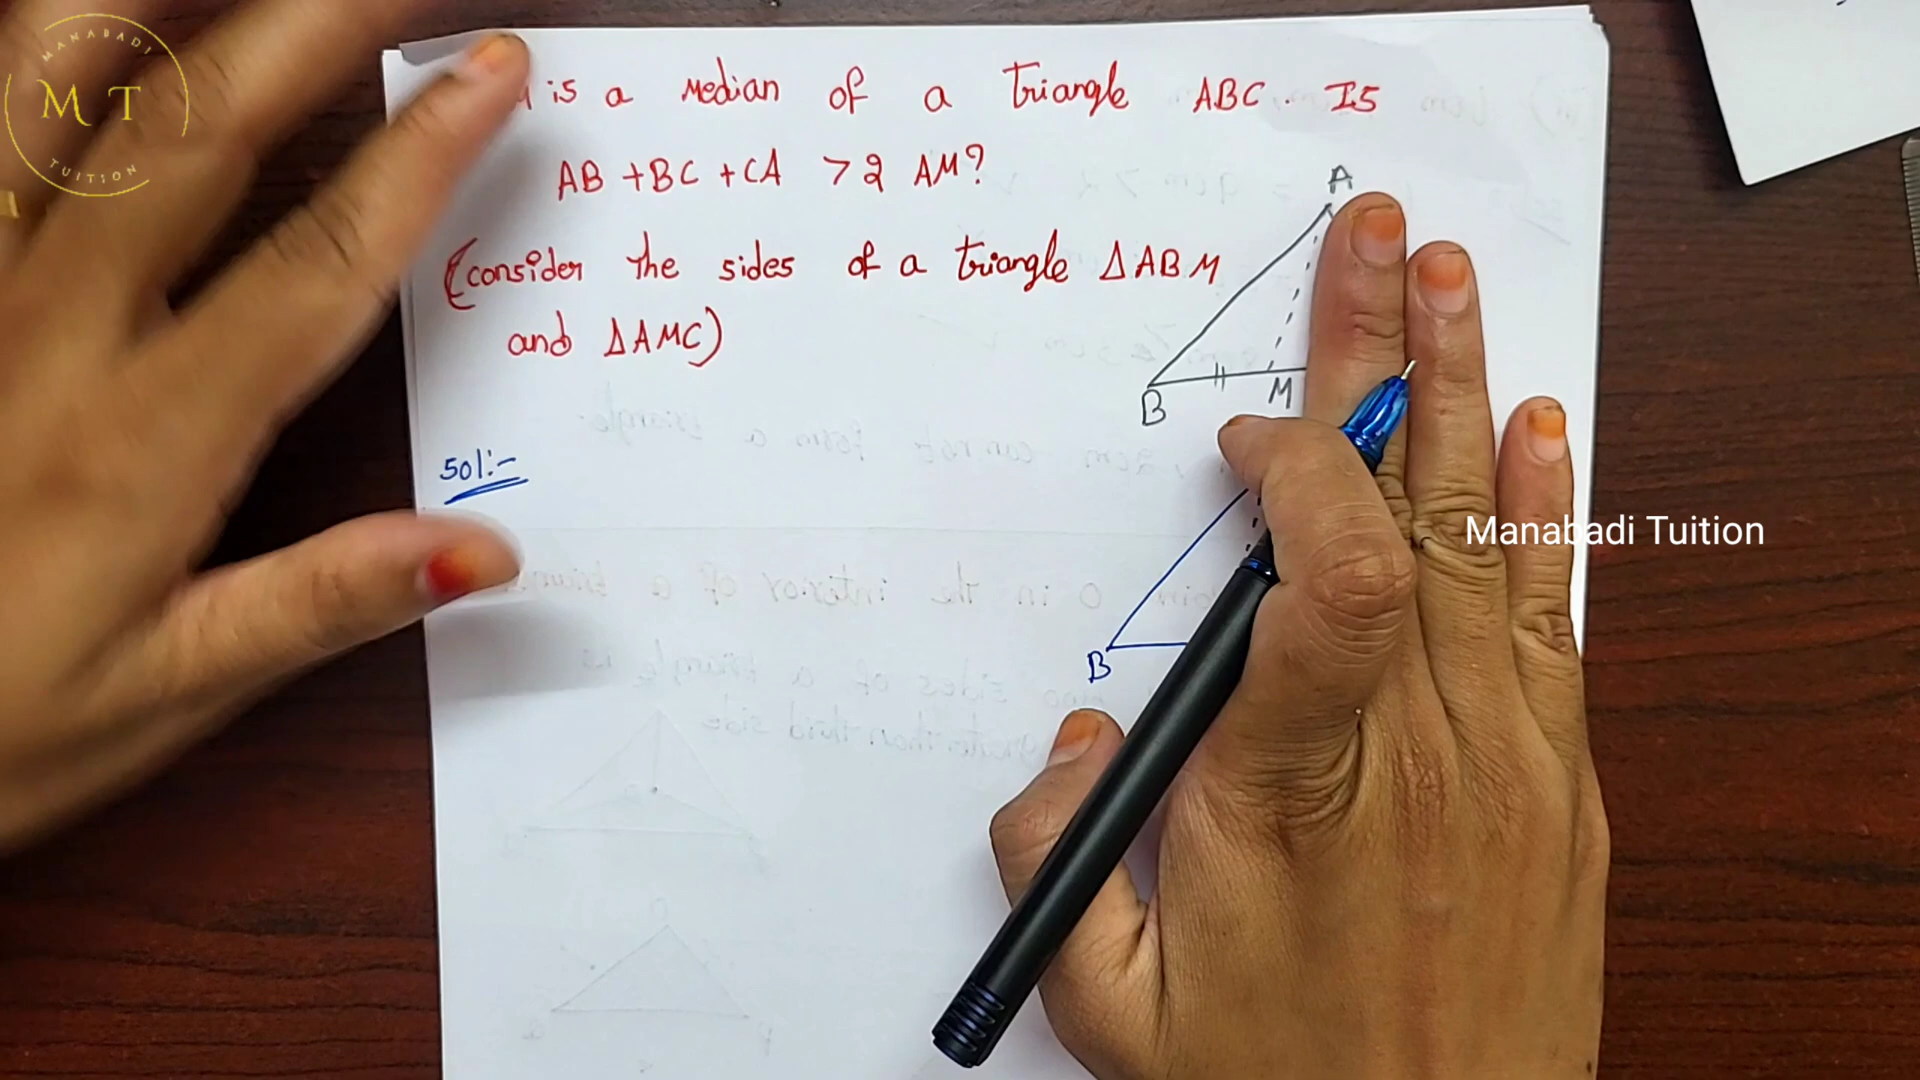 MANABADI
MT
TUITION
is a Median of a triangle ABC. IS
AB + BC + CA > 2 AM?
(consider the sides of a triangle ΔABM
and ΔAMC)
A
B
M
Sol:-
Manabadi Tuition
B